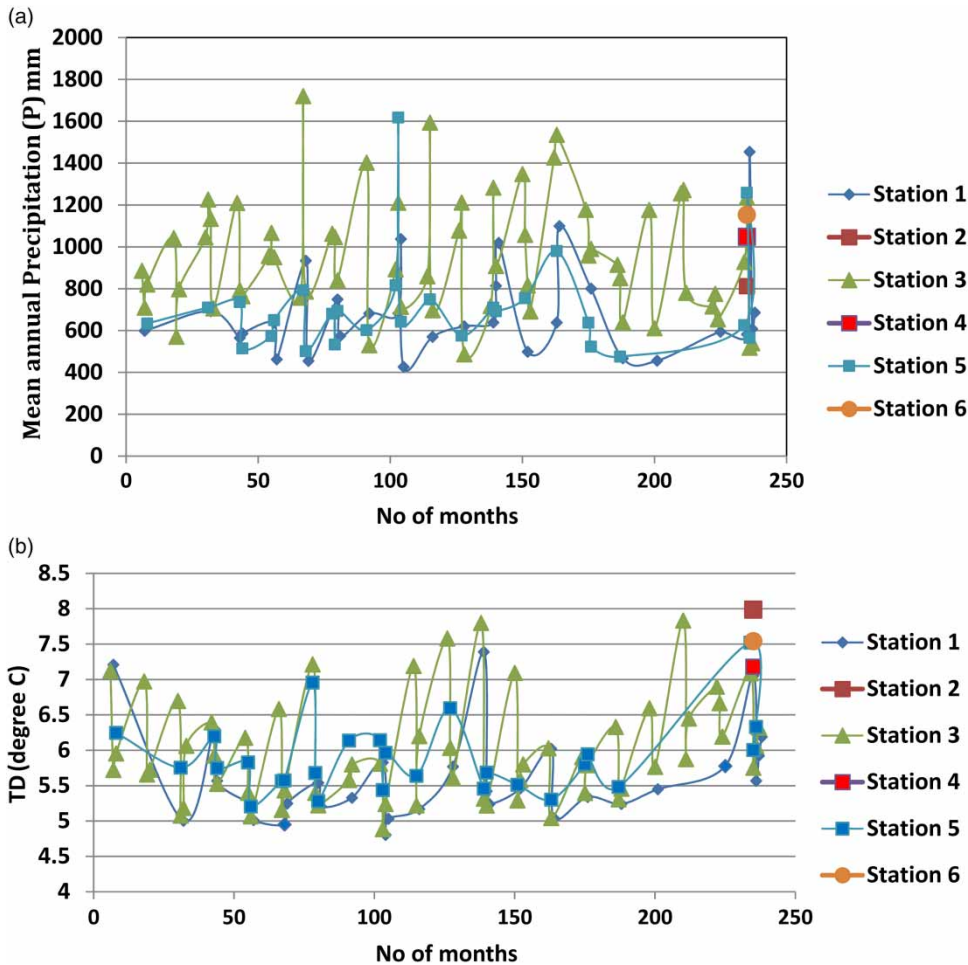 (a)
Mean annual Precipitation (P) mm
2000
1800
1600
1400
1200
1000
800
600
400
200
0
0 50 100 150 200 250
No of months
Station 1
Station 2
Station 3
Station 4
Station 5
Station 6
(b)
TD (degree C)
8.5
8
7.5
7
6.5
6
5.5
5
4.5
4
0 50 100 150 200 250
No of months
Station 1
Station 2
Station 3
Station 4
Station 5
Station 6